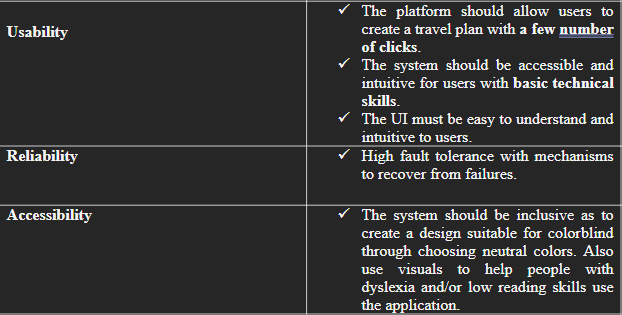 Usability
✓ The platform should allow users to
create a travel plan with a few number
of clicks.
✓ The system should be accessible and
intuitive for users with basic technical
skills.
✓ The UI must be easy to understand and
intuitive to users.
Reliability
✓ High fault tolerance with mechanisms
to recover from failures.
Accessibility
✓ The system should be inclusive as to
create a design suitable for colorblind
through choosing neutral colors. Also
use visuals to help people with
dyslexia and/or low reading skills use
the application.